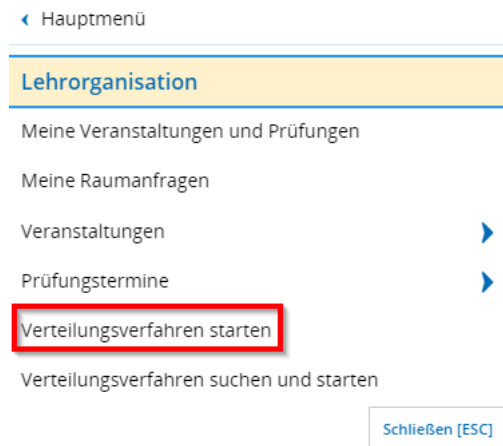 Hauptmenü
Lehrorganisation
Meine Veranstaltungen und Prüfungen
Meine Raumanfragen
Veranstaltungen
Prüfungstermine
Verteilungsverfahren starten
Verteilungsverfahren suchen und starten
Schließen [ESC]